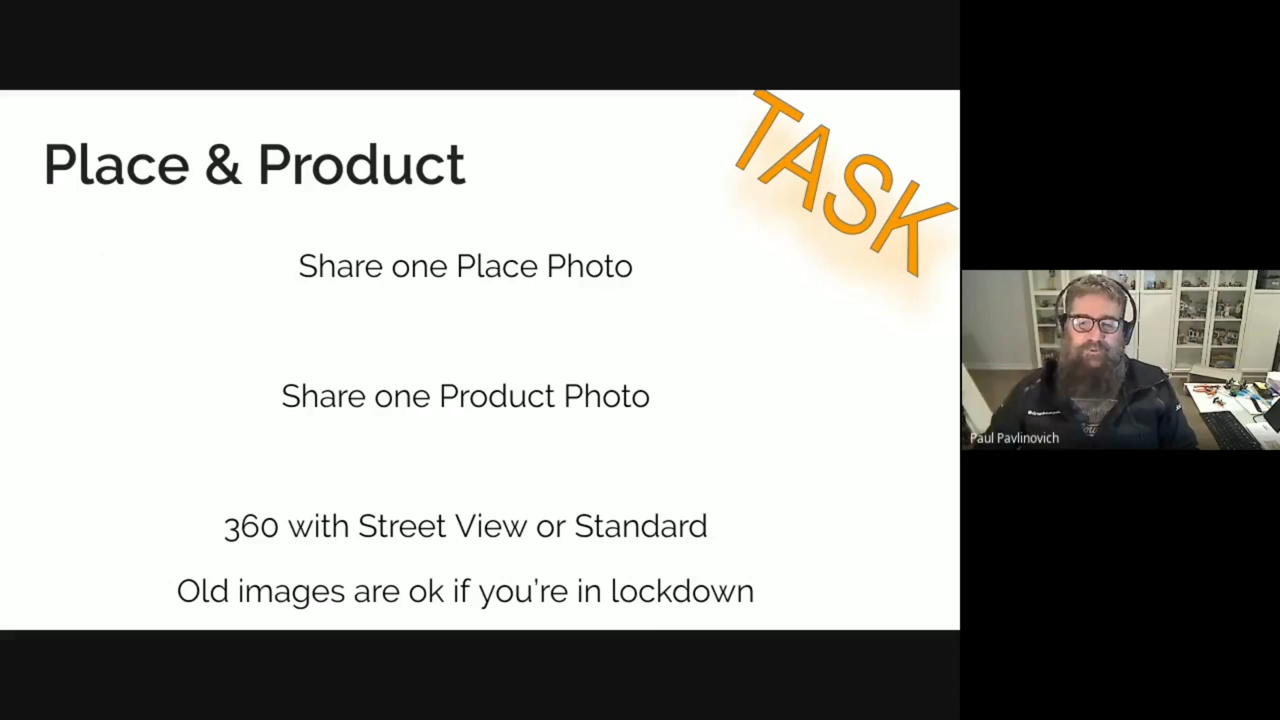 Place & Product
TASK
Share one Place Photo
Share one Product Photo
360 with Street View or Standard
Old images are ok if you're in lockdown
Paul Pavlinovich